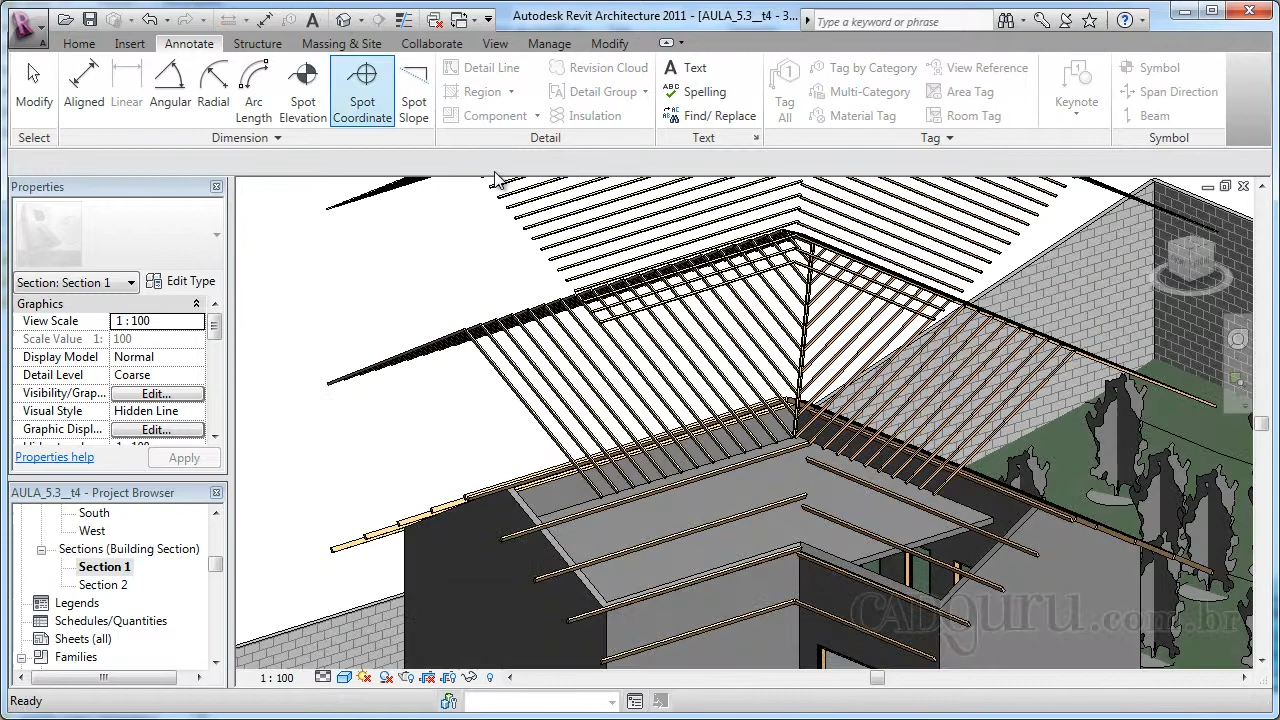 Autodesk Revit Architecture 2011 - [AULA_5.3__t4 - 3...
Type a keyword or phrase
Home Insert Annotate Structure Massing & Site Collaborate View Manage Modify
Modify Aligned Linear Angular Radial Arc Length Spot Elevation Spot Coordinate Spot Slope
Detail Line Revision Cloud
Region Detail Group
Component Insulation
Text
Spelling
Find/ Replace
Tag All
Tag by Category View Reference
Multi-Category Area Tag
Material Tag Room Tag
Keynote
Symbol
Span Direction
Beam
Select Dimension Detail Text Tag Symbol
Properties
Section: Section 1 Edit Type
Graphics
View Scale 1 : 100
Scale Value 1: 100
Display Model Normal
Detail Level Coarse
Visibility/Grap... Edit...
Visual Style Hidden Line
Graphic Displ... Edit...
Properties help Apply
AULA_5.3__t4 - Project Browser
South
West
Sections (Building Section)
Section 1
Section 2
Legends
Schedules/Quantities
Sheets (all)
Families
CADGuru.com.br
1 : 100
Ready